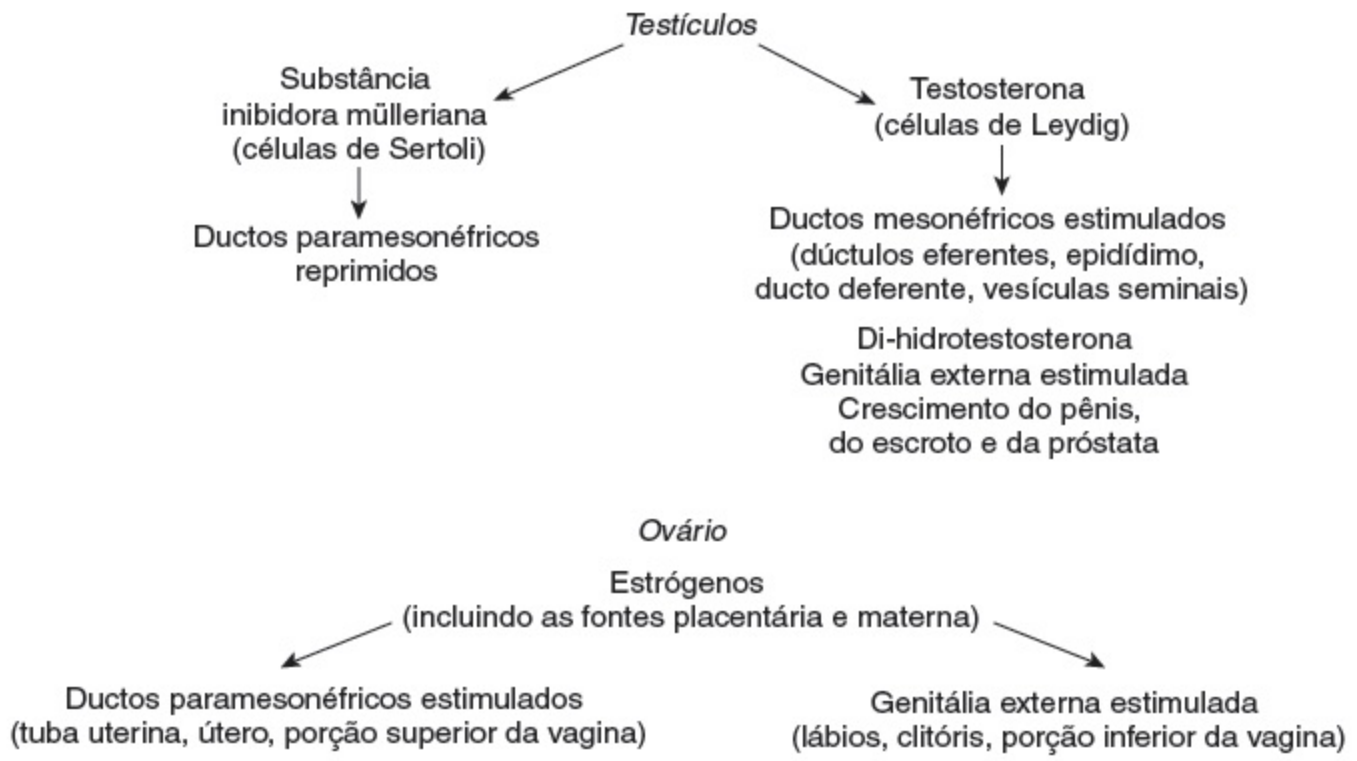 Testículos
Substância
inibidora mülleriana
(células de Sertoli)
Ductos paramesonéfricos
reprimidos
Testosterona
(células de Leydig)
Ductos mesonéfricos estimulados
(dúctulos eferentes, epidídimo,
ducto deferente, vesículas seminais)
Di-hidrotestosterona
Genitália externa estimulada
Crescimento do pênis,
do escroto e da próstata
Ovário
Estrógenos
(incluindo as fontes placentária e materna)
Ductos paramesonéfricos estimulados
(tuba uterina, útero, porção superior da vagina)
Genitália externa estimulada
(lábios, clitóris, porção inferior da vagina)